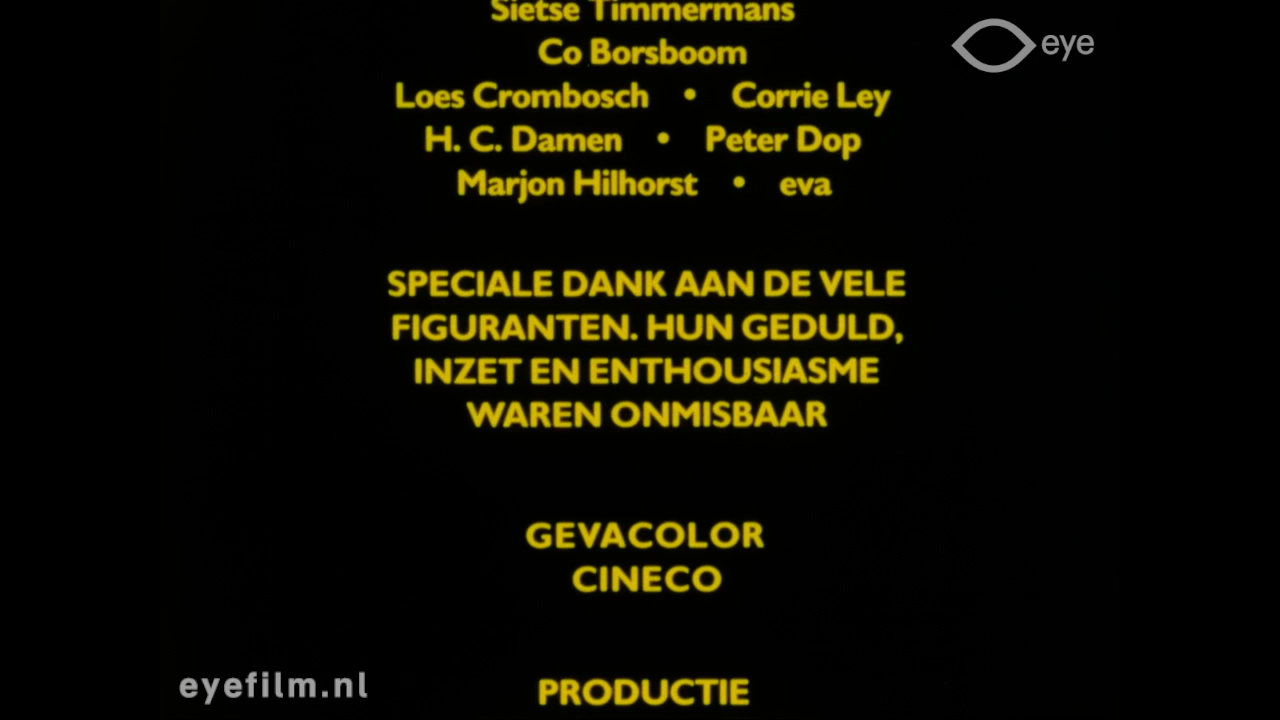 Sietse Timmermans
eye
Co Borsboom
Loes Crombosch • Corrie Ley
H. C. Damen • Peter Dop
Marjon Hilhorst • eva
SPECIALE DANK AAN DE VELE
FIGURANTEN. HUN GEDULD,
INZET EN ENTHOUSIASME
WAREN ONMISBAAR
GEVACOLOR
CINECO
eyefilm.nl
PRODUCTIE